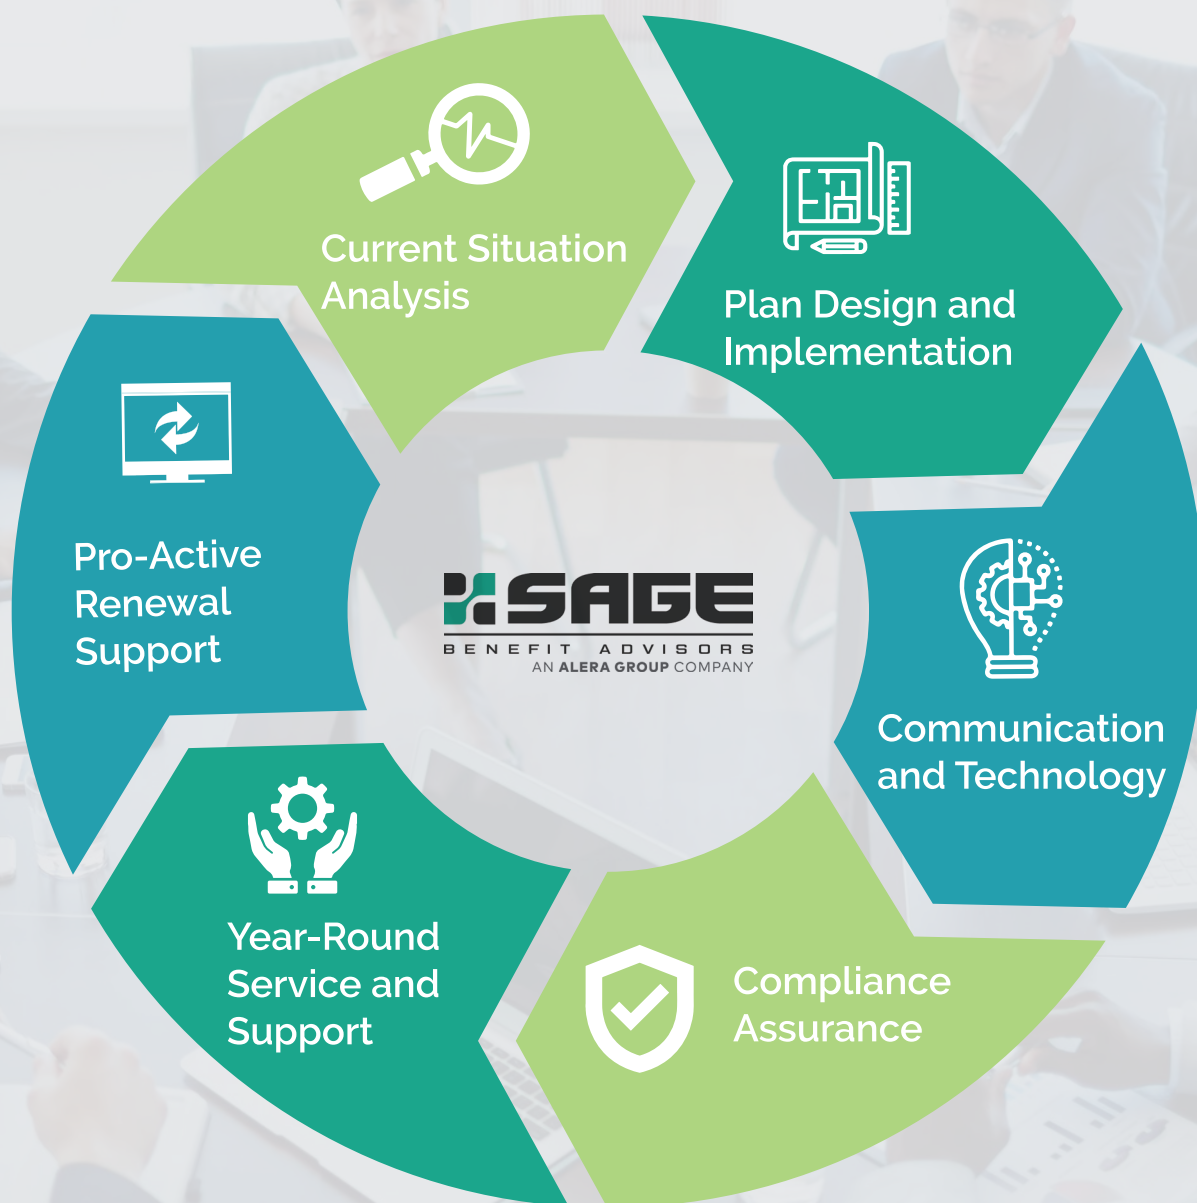 Current Situation
Analysis
Plan Design and
Implementation
Communication
and Technology
Compliance
Assurance
Year-Round
Service and
Support
Pro-Active
Renewal
Support
SAGE
BENEFIT ADVISORS
AN ALERA GROUP COMPANY